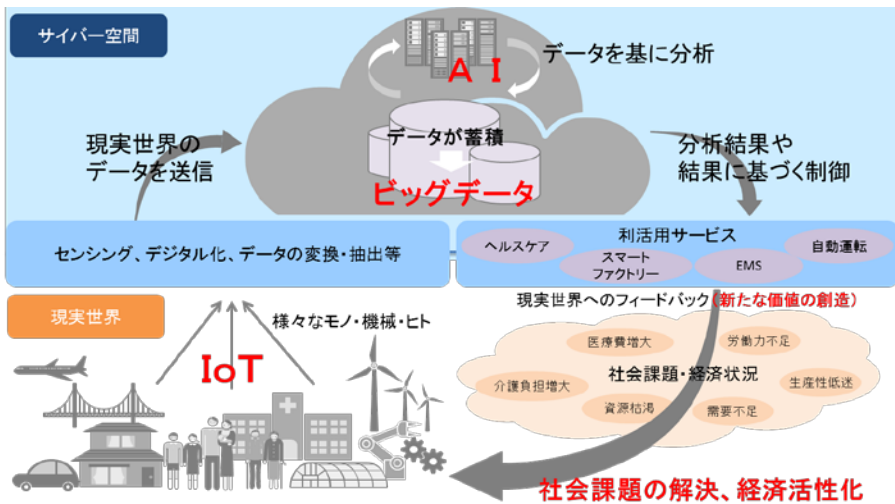 サイバー空間
AI
データを基に分析
現実世界の
データを送信
データが蓄積
ビッグデータ
分析結果や
結果に基づく制御
センシング、デジタル化、データの変換・抽出等
利活用サービス
ヘルスケア
スマート
ファクトリー
EMS
自動運転
現実世界へのフィードバック(新たな価値の創造)
現実世界
様々なモノ・機械・ヒト
IoT
医療費増大
労働力不足
介護負担増大
社会課題・経済状況
生産性低迷
資源枯渇
需要不足
社会課題の解決、経済活性化